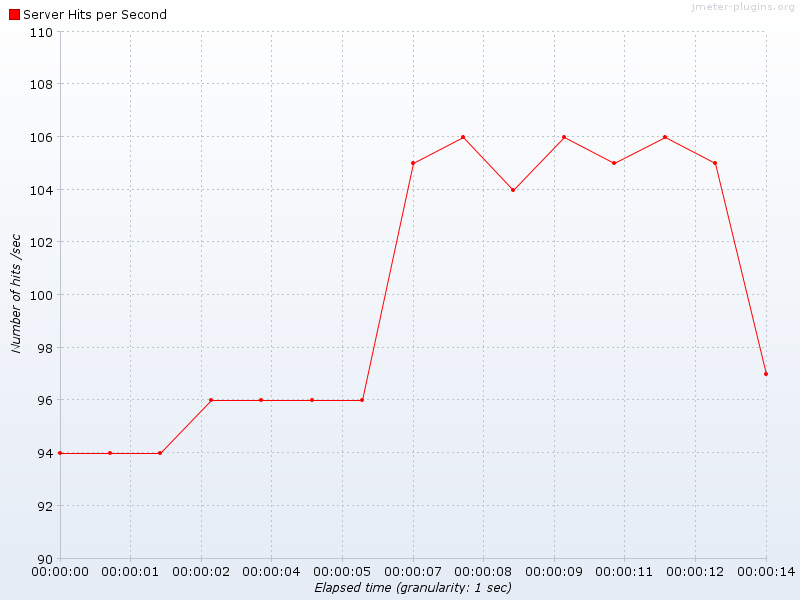 jmeter-plugins.org
Server Hits per Second
110
108
106
104
102
100
98
96
94
92
90
Number of hits /sec
00:00:00 00:00:01 00:00:02 00:00:04 00:00:05 00:00:07 00:00:08 00:00:09 00:00:11 00:00:12 00:00:14
Elapsed time (granularity: 1 sec)